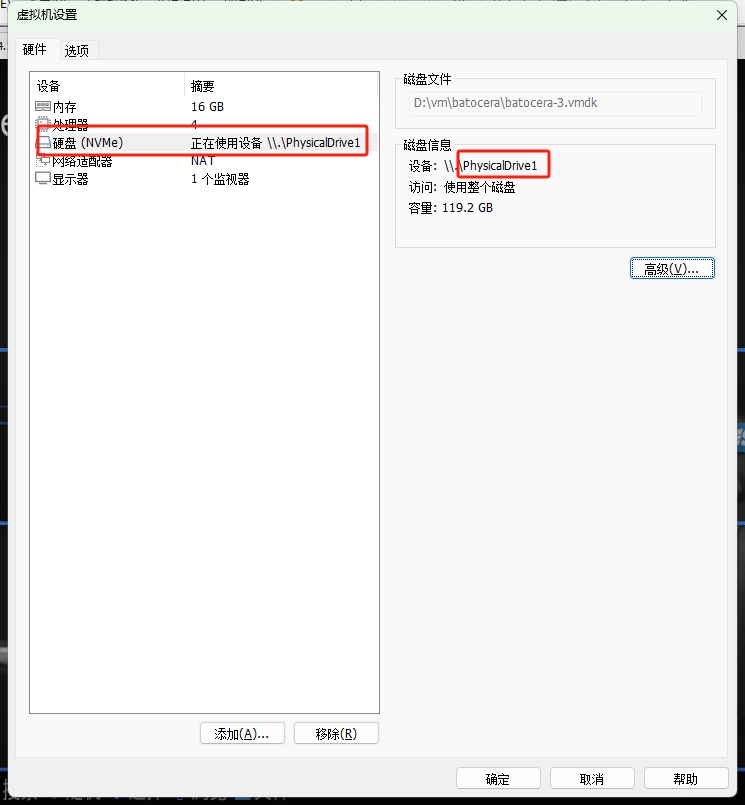 虚拟机设置
硬件 选项
设备 摘要
内存 16 GB
处理器 4
硬盘 (NVMe) 正在使用设备 \\.\PhysicalDrive1
网络适配器 NAT
显示器 1 个监视器
添加(A)... 移除(R)
磁盘文件
D:\vm\batocera\batocera-3.vmdk
磁盘信息
设备: \\.\PhysicalDrive1
访问: 使用整个磁盘
容量: 119.2 GB
高级(V)...
确定 取消 帮助